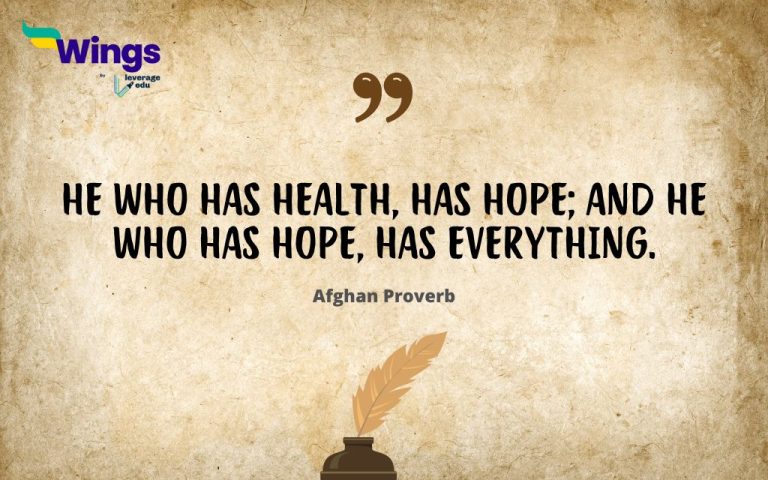 Wings
by leverage
edu
”
HE WHO HAS HEALTH, HAS HOPE; AND HE
WHO HAS HOPE, HAS EVERYTHING.
Afghan Proverb